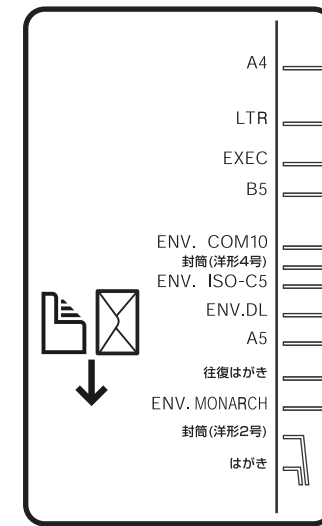 A4
LTR
EXEC
B5
ENV. COM10
封筒(洋形4号)
ENV. ISO-C5
ENV.DL
A5
往復はがき
ENV. MONARCH
封筒(洋形2号)
はがき